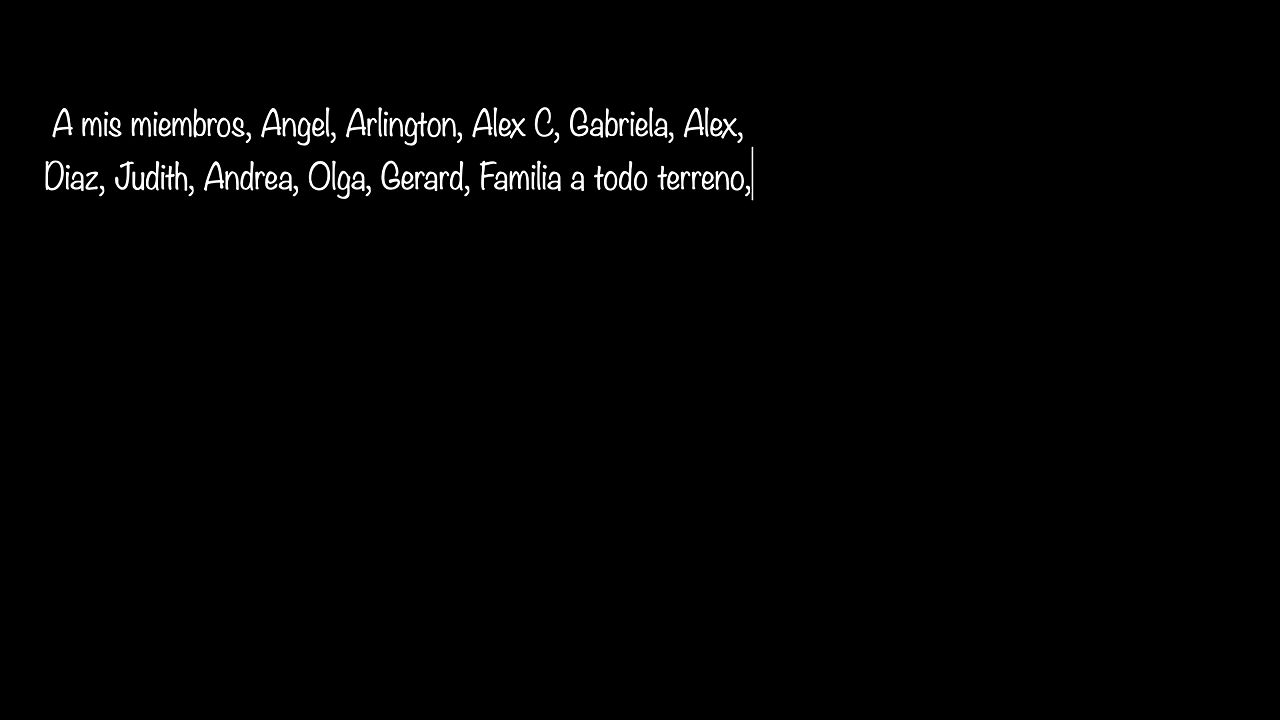 A mis miembros, Angel, Arlington, Alex C, Gabriela, Alex,
Diaz, Judith, Andrea, Olga, Gerard, Familia a todo terreno,